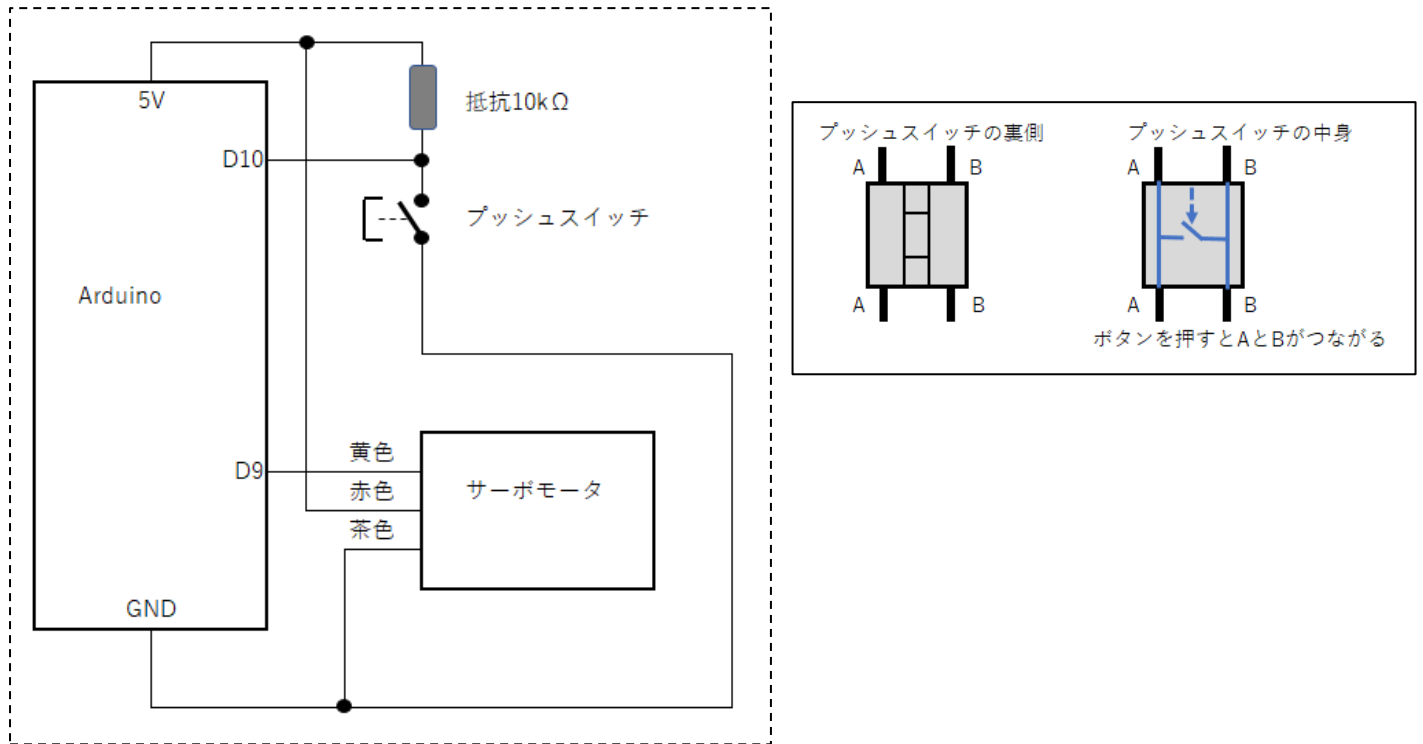 5V
抵抗10kΩ
D10
プッシュスイッチ
Arduino
D9
黄色
赤色
茶色
サーボモータ
GND
プッシュスイッチの裏側
A
B
A
B
プッシュスイッチの中身
A
B
A
B
ボタンを押すとAとBがつながる